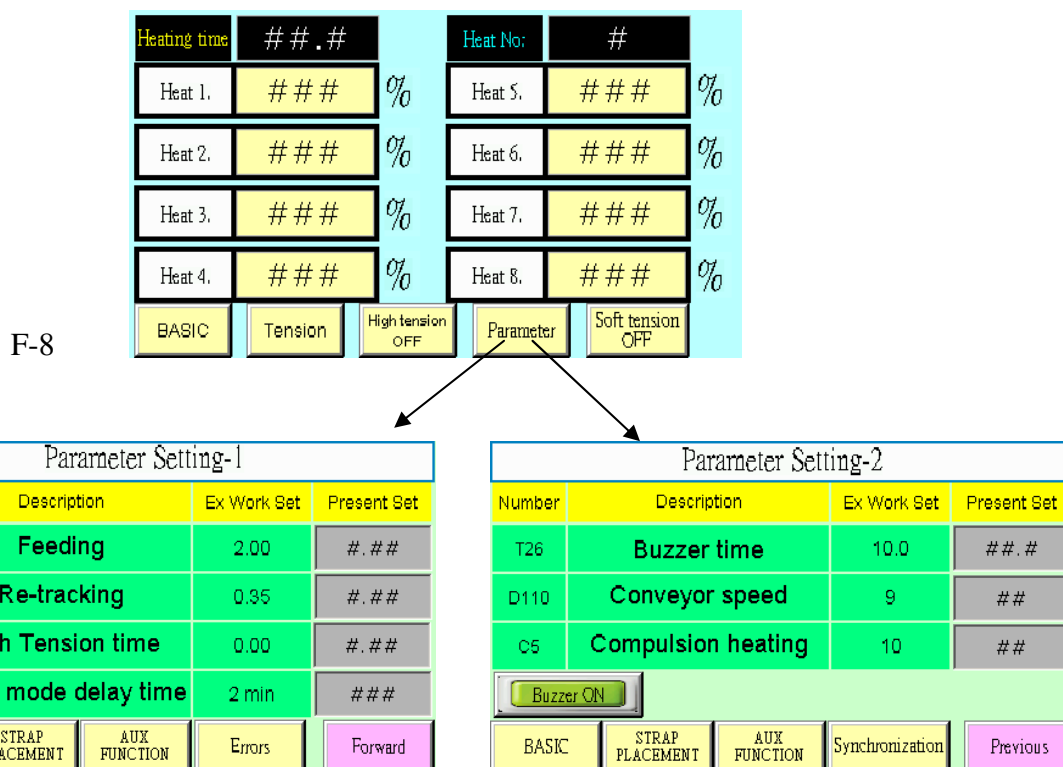 Heating time ##.# Heat No: #
Heat 1. ### % Heat 5. ### %
Heat 2. ### % Heat 6. ### %
Heat 3. ### % Heat 7. ### %
Heat 4. ### % Heat 8. ### %
BASIC Tension High tension OFF Parameter Soft tension OFF
F-8
Parameter Setting-1
Description Ex Work Set Present Set
Feeding 2.00 #.##
Re-tracking 0.35 #.##
Tension time 0.00 #.##
mode delay time 2 min ###
STRAP
AUX FUNCTION Errors Forward
Parameter Setting-2
Number Description Ex Work Set Present Set
T26 Buzzer time 10.0 ##.#
D110 Conveyor speed 9 ##
C5 Compulsion heating 10 ##
Buzzer ON
BASIC STRAP PLACEMENT AUX FUNCTION Synchronization Previous